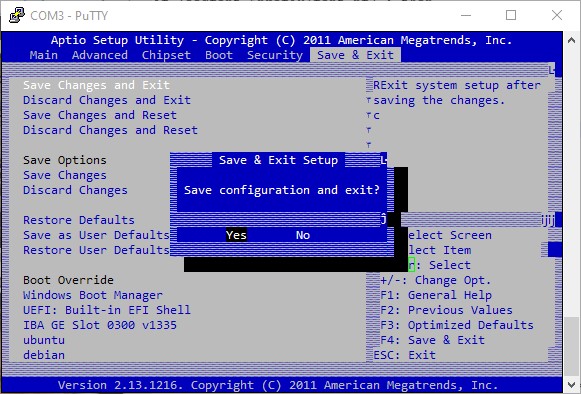 COM3 - PuTTY
Aptio Setup Utility - Copyright (C) 2011 American Megatrends, Inc.
Main Advanced Chipset Boot Security Save & Exit
Save Changes and Exit
Discard Changes and Exit
Save Changes and Reset
Discard Changes and Reset
Save Options
Save Changes
Discard Changes
Restore Defaults
Save as User Defaults
Restore User Defaults
Boot Override
Windows Boot Manager
UEFI: Built-in EFI Shell
IBA GE Slot 0300 v1335
ubuntu
debian
RExit system setup after
saving the changes.
c
Save & Exit Setup
Save configuration and exit?
Yes No
elect Screen
lect Item
r: Select
+/-: Change Opt.
F1: General Help
F2: Previous Values
F3: Optimized Defaults
F4: Save & Exit
ESC: Exit
Version 2.13.1216. Copyright (C) 2011 American Megatrends, Inc.